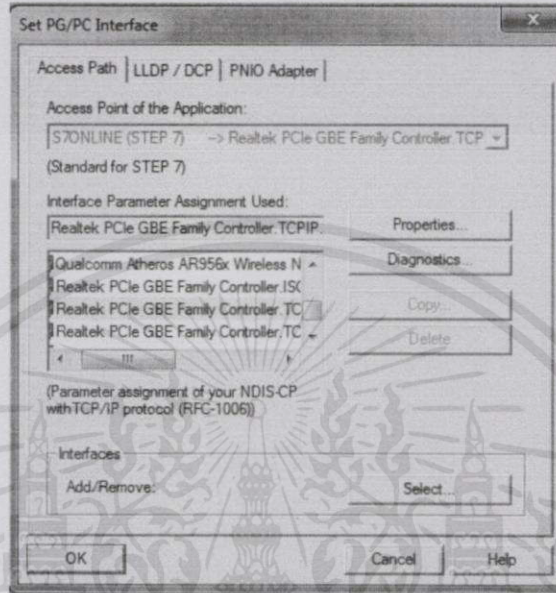 Set PG/PC Interface
Access Path
LLDP / DCP
PNIO Adapter
Access Point of the Application:
S7ONLINE (STEP 7) --> Realtek PCIe GBE Family Controller.TCP
(Standard for STEP 7)
Interface Parameter Assignment Used:
Realtek PCIe GBE Family Controller.TCPIP.
Properties...
Qualcomm Atheros AR956x Wireless N
Diagnostics...
Realtek PCIe GBE Family Controller.ISO
Realtek PCIe GBE Family Controller.TC
Copy...
Realtek PCIe GBE Family Controller.TC
Delete
(Parameter assignment of your NDIS-CP
with TCP/IP protocol (RFC-1006))
Interfaces
Add/Remove:
Select...
OK
Cancel
Help